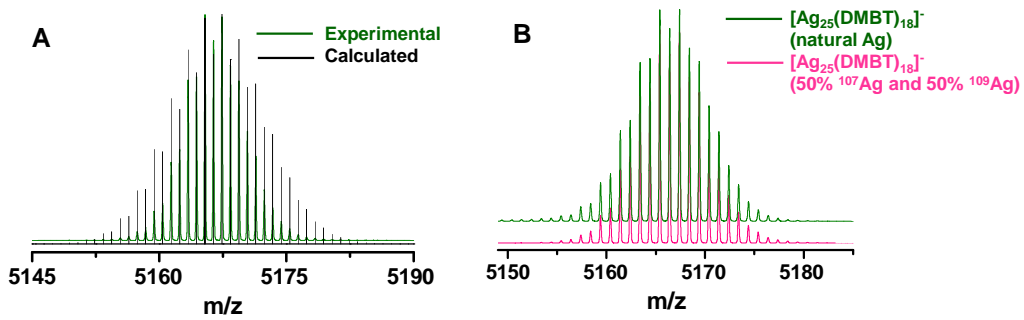 A
Experimental
Calculated
5145 5160 5175 5190
m/z
B
[Ag₂₅(DMBT)₁₈]⁻
(natural Ag)
[Ag₂₅(DMBT)₁₈]⁻
(50% ¹⁰⁷Ag and 50% ¹⁰⁹Ag)
5150 5160 5170 5180
m/z